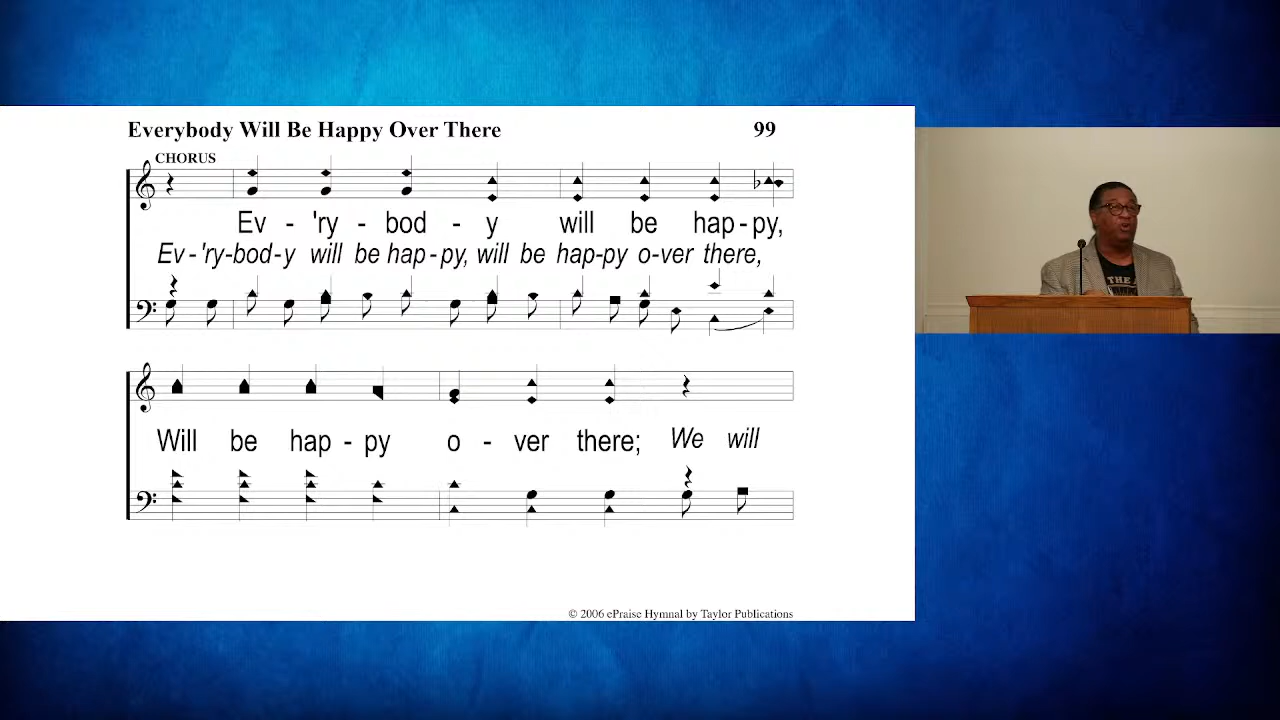 Everybody Will Be Happy Over There 99
CHORUS
Ev - 'ry - bod - y will be hap - py,
Ev - 'ry-bod-y will be hap-py, will be hap-py o-ver there,
Will be hap - py o - ver there; We will
© 2006 ePraise Hymnal by Taylor Publications
THE